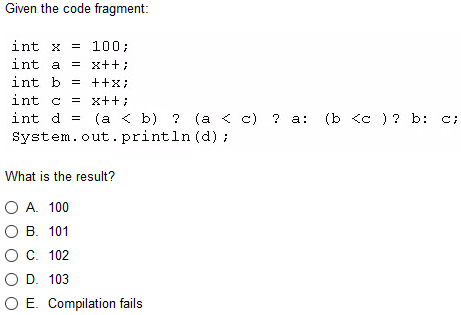 Given the code fragment:
int x = 100;
int a = x++;
int b = ++x;
int c = x++;
int d = (a < b) ? (a < c) ? a: (b <c )? b: c;
System.out.println(d);
What is the result?
A. 100
B. 101
C. 102
D. 103
E. Compilation fails